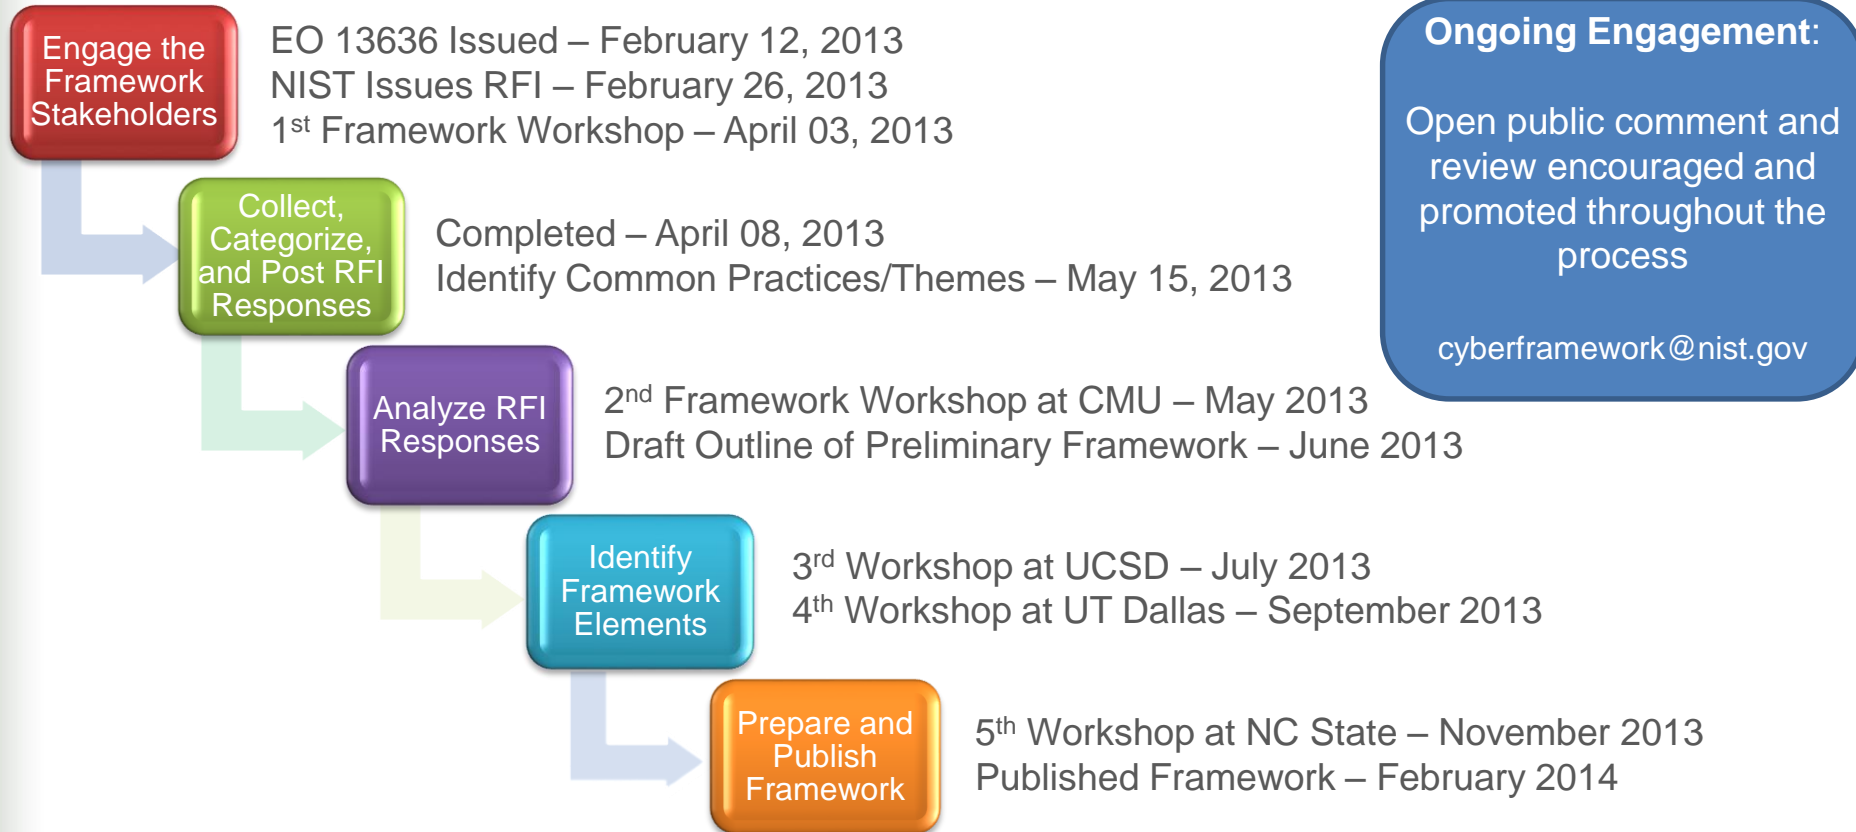 Engage the
Framework
Stakeholders
EO 13636 Issued – February 12, 2013
NIST Issues RFI – February 26, 2013
1st Framework Workshop – April 03, 2013
Ongoing Engagement:
Open public comment and
review encouraged and
promoted throughout the
process
cyberframework@nist.gov
Collect,
Categorize,
and Post RFI
Responses
Completed – April 08, 2013
Identify Common Practices/Themes – May 15, 2013
Analyze RFI
Responses
2nd Framework Workshop at CMU – May 2013
Draft Outline of Preliminary Framework – June 2013
Identify
Framework
Elements
3rd Workshop at UCSD – July 2013
4th Workshop at UT Dallas – September 2013
Prepare and
Publish
Framework
5th Workshop at NC State – November 2013
Published Framework – February 2014